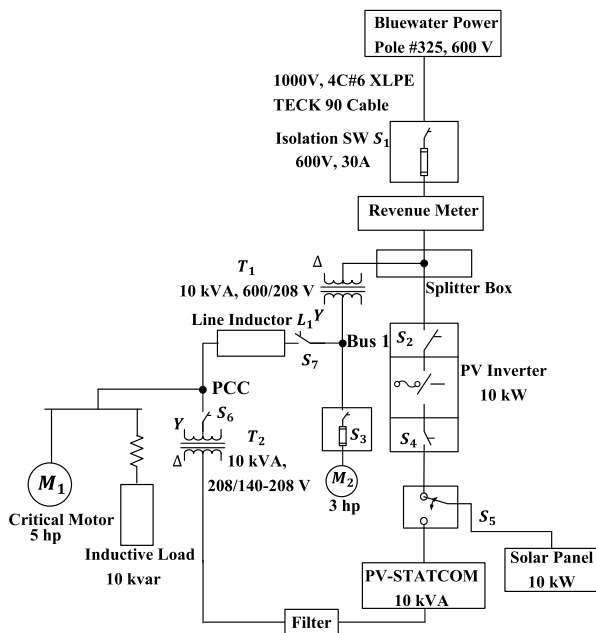 Bluewater Power
Pole #325, 600 V
1000V, 4C#6 XLPE
TECK 90 Cable
Isolation SW S₁
600V, 30A
Revenue Meter
Splitter Box
T₁
10 kVA, 600/208 V
Δ
Y
Line Inductor L₁
S₇
Bus 1
S₂
PV Inverter
10 kW
S₄
PCC
S₆
Y
Δ
T₂
10 kVA,
208/140-208 V
S₃
M₂
3 hp
M₁
Critical Motor
5 hp
Inductive Load
10 kvar
S₅
Solar Panel
10 kW
PV-STATCOM
10 kVA
Filter